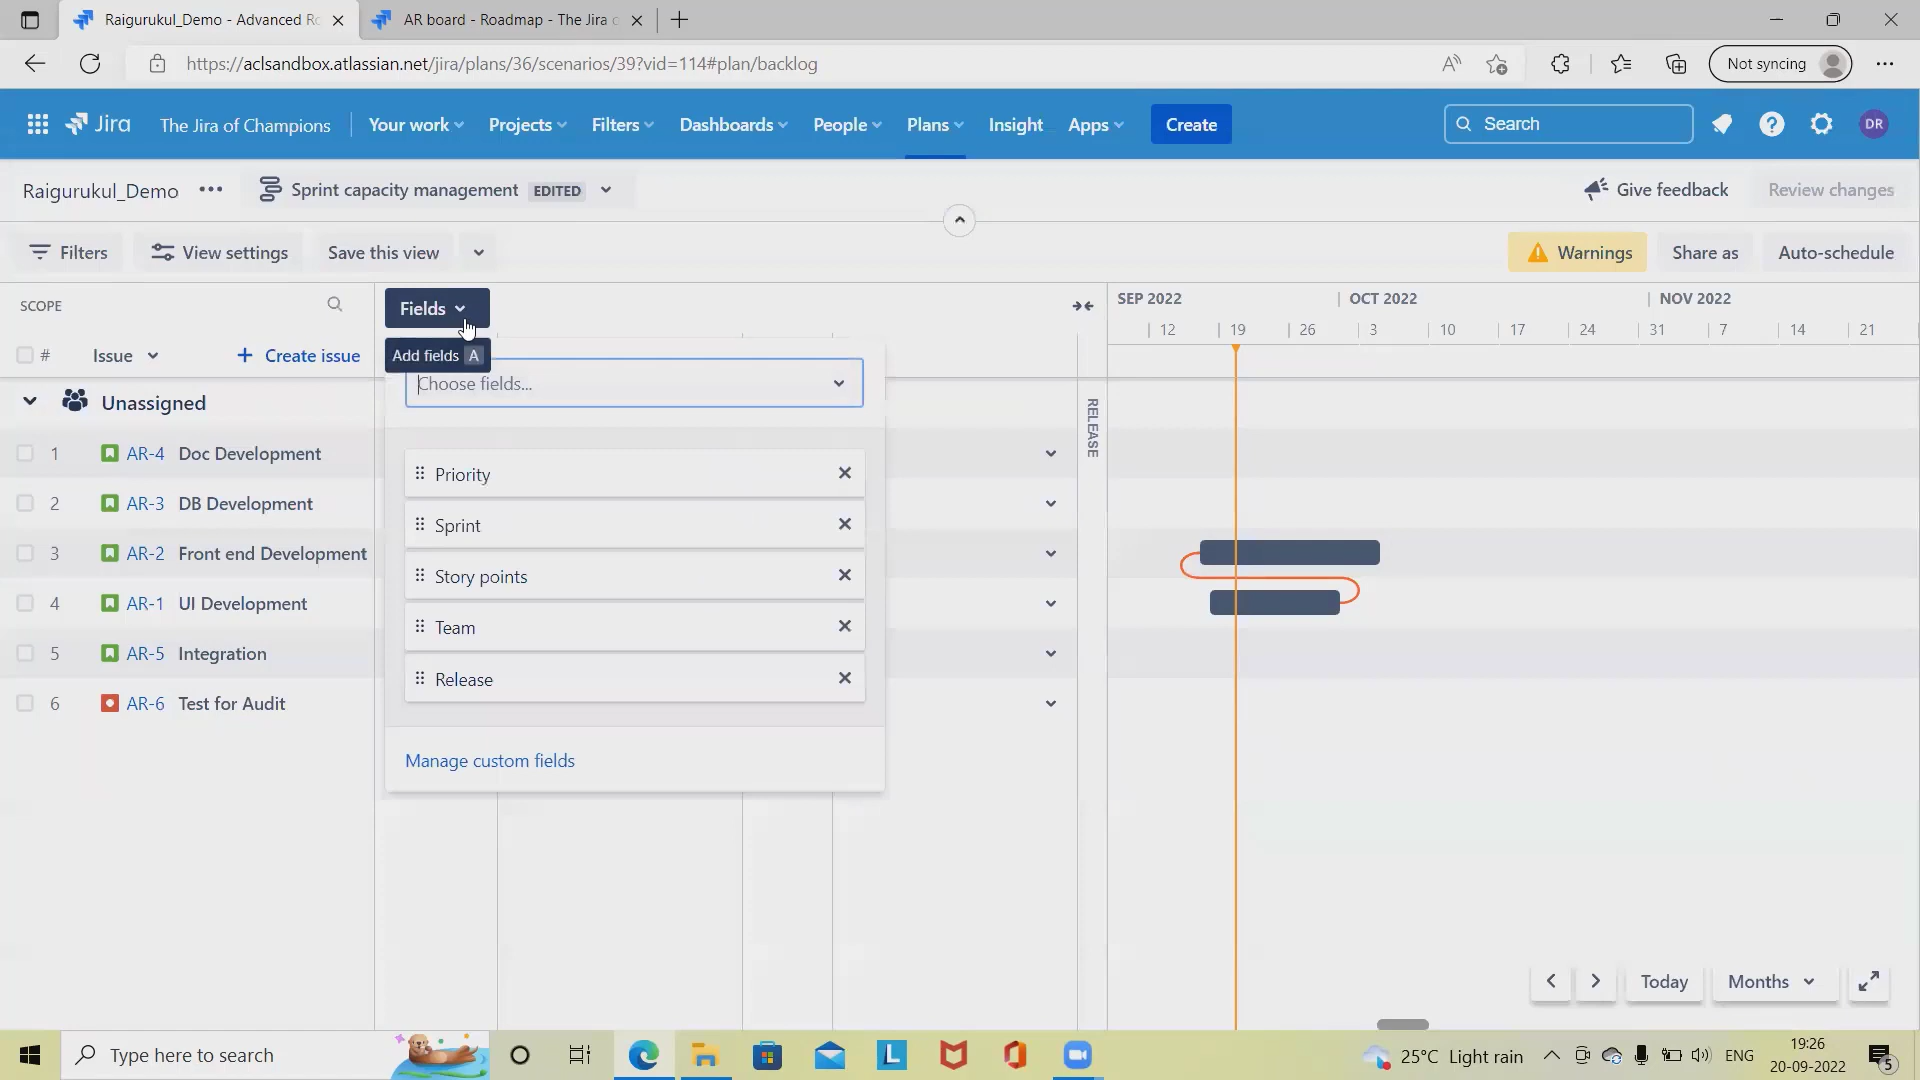 Raigurukul_Demo - Advanced Ro
AR board - Roadmap - The Jira o
https://aclsandbox.atlassian.net/jira/plans/36/scenarios/39?vid=114#plan/backlog
Not syncing
Jira
The Jira of Champions
Your work
Projects
Filters
Dashboards
People
Plans
Insight
Apps
Create
Search
DR
Raigurukul_Demo
Sprint capacity management EDITED
Give feedback
Review changes
Filters
View settings
Save this view
Warnings
Share as
Auto-schedule
SCOPE
Fields
SEP 2022
OCT 2022
NOV 2022
12 19 26 3 10 17 24 31 7 14 21
# Issue
+ Create issue
Add fields A
Choose fields...
RELEASE
Unassigned
1 AR-4 Doc Development
2 AR-3 DB Development
3 AR-2 Front end Development
4 AR-1 UI Development
5 AR-5 Integration
6 AR-6 Test for Audit
Priority
Sprint
Story points
Team
Release
Manage custom fields
Today
Months
Type here to search
25°C Light rain
ENG
19:26
20-09-2022
5